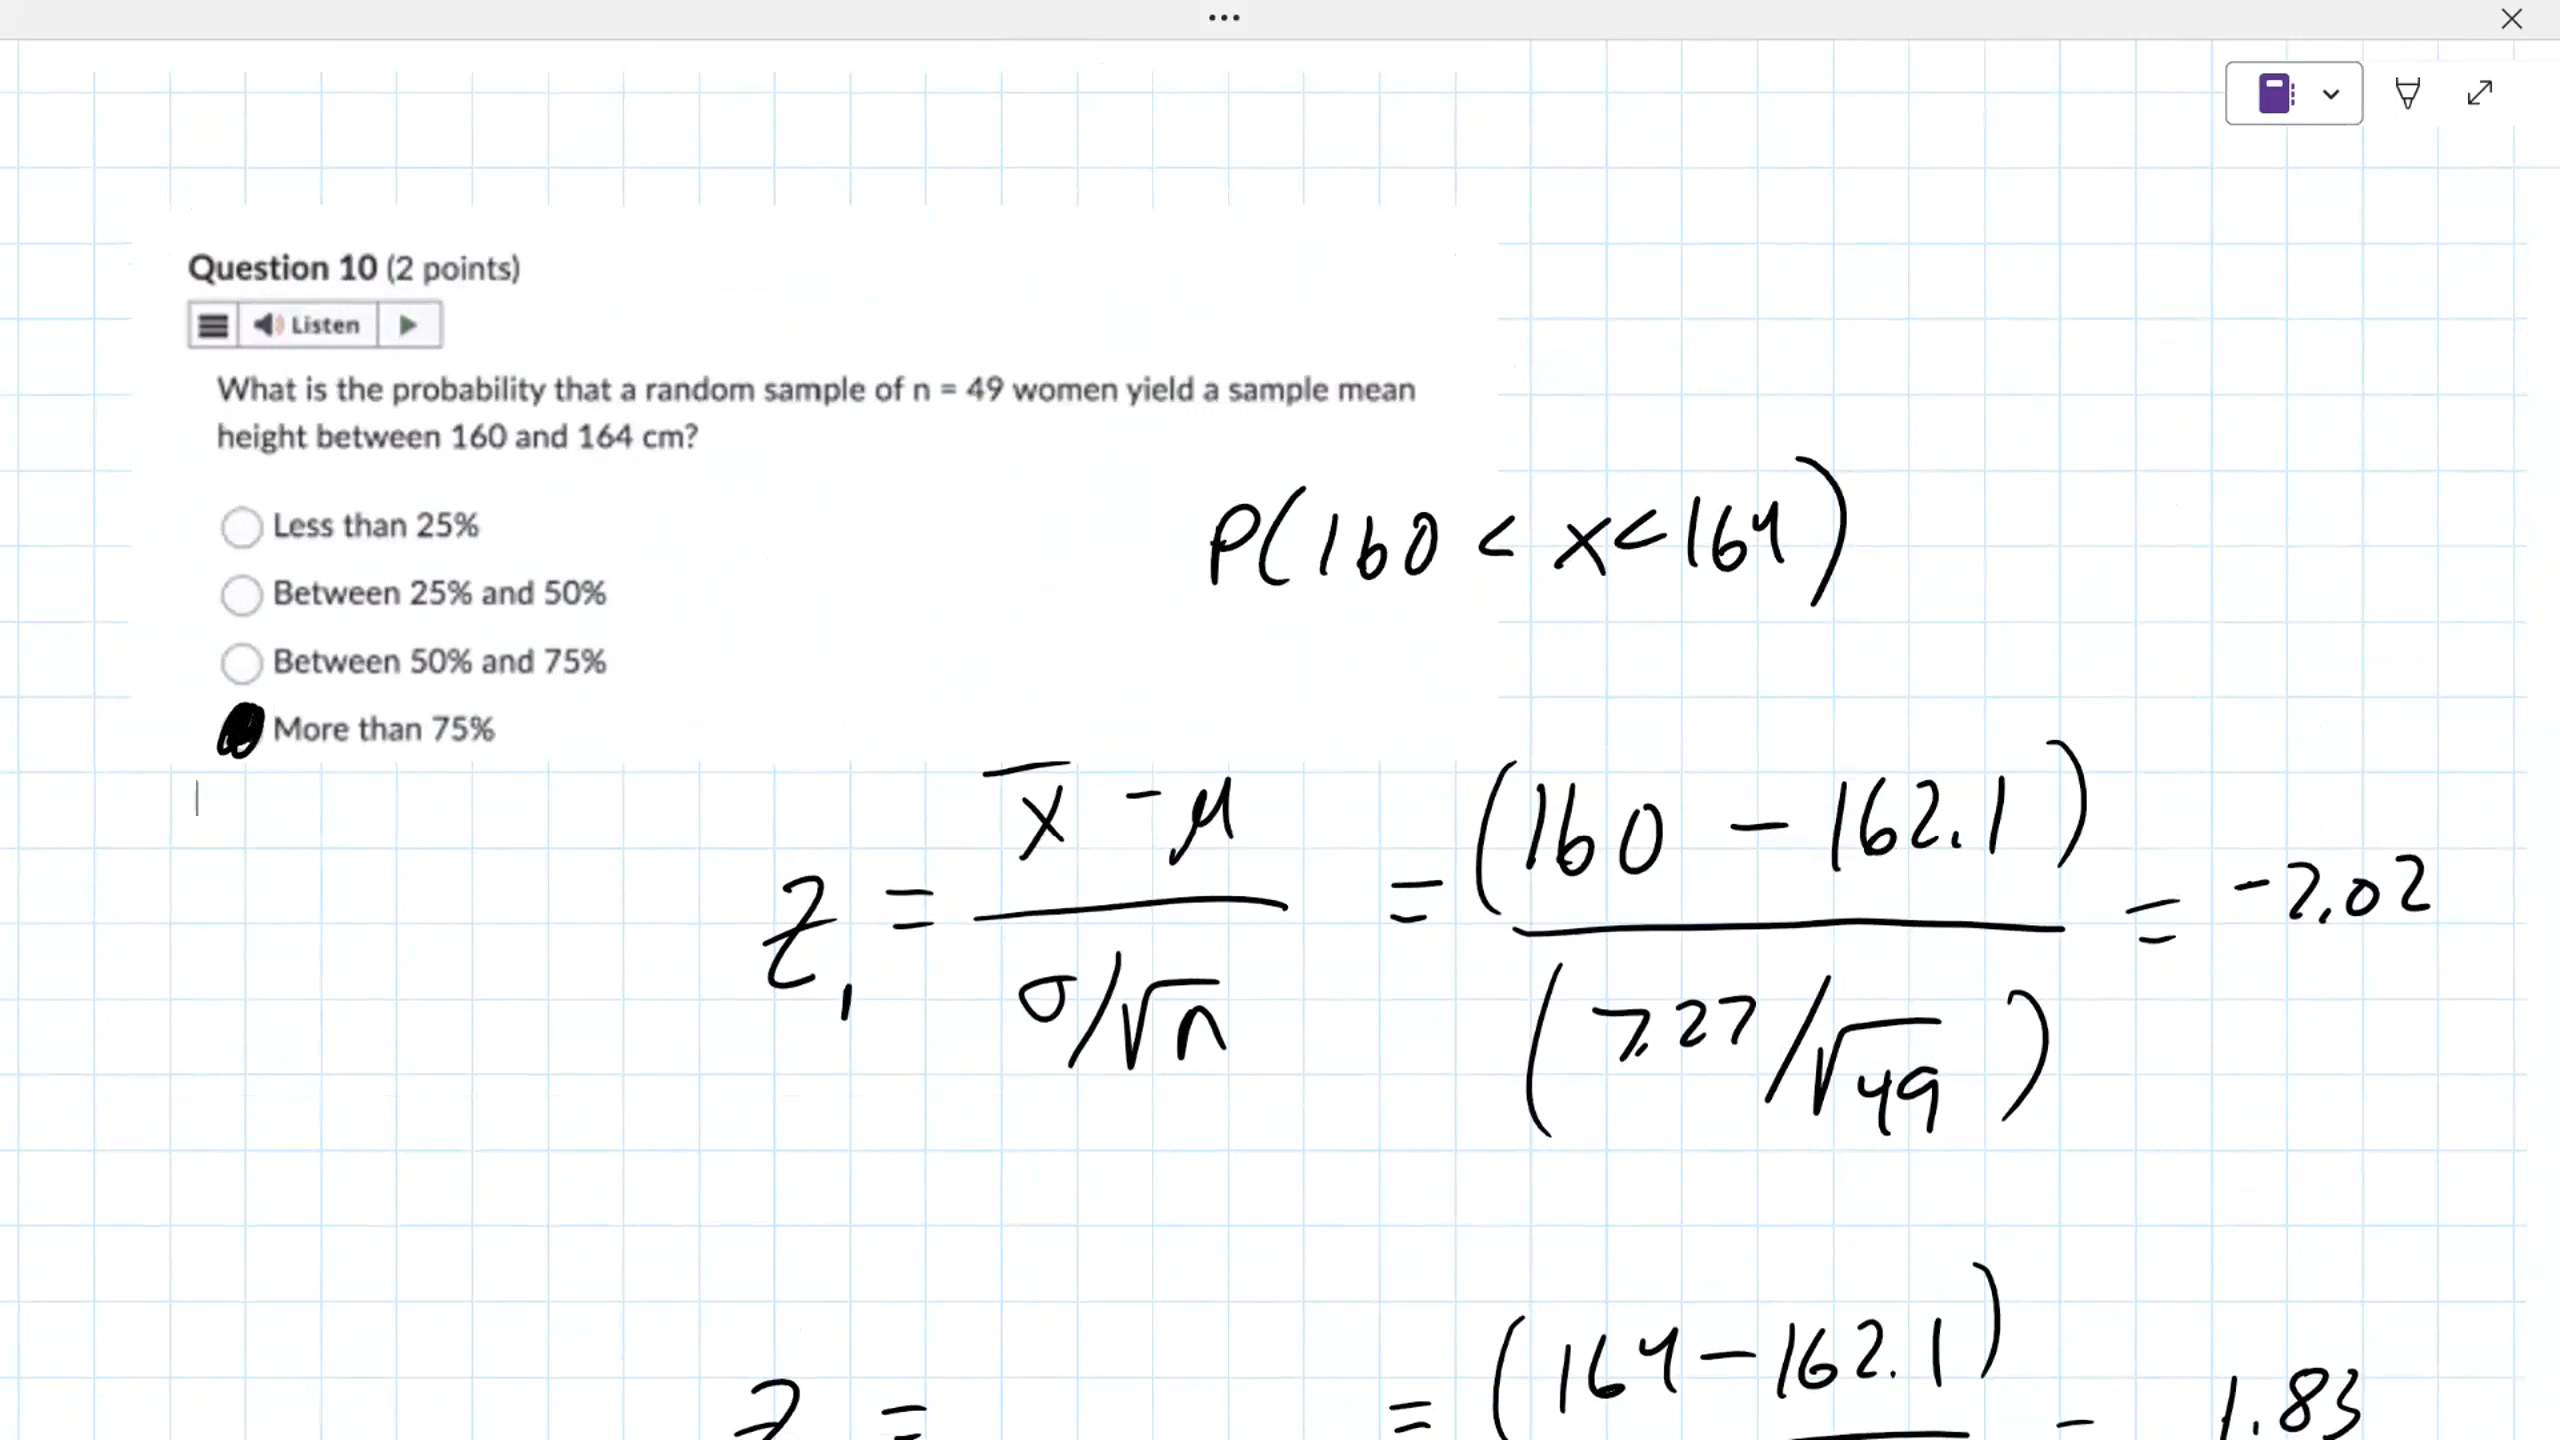 Question 10 (2 points)
Listen
What is the probability that a random sample of n = 49 women yield a sample mean
height between 160 and 164 cm?
Less than 25%
Between 25% and 50%
Between 50% and 75%
More than 75%
P(160 < x < 164)
z₁ = (x̄ - μ) / (σ/√n) = (160 - 162.1) / (7.27/√49) = -2.02
z = = (164 - 162.1) = 1.83